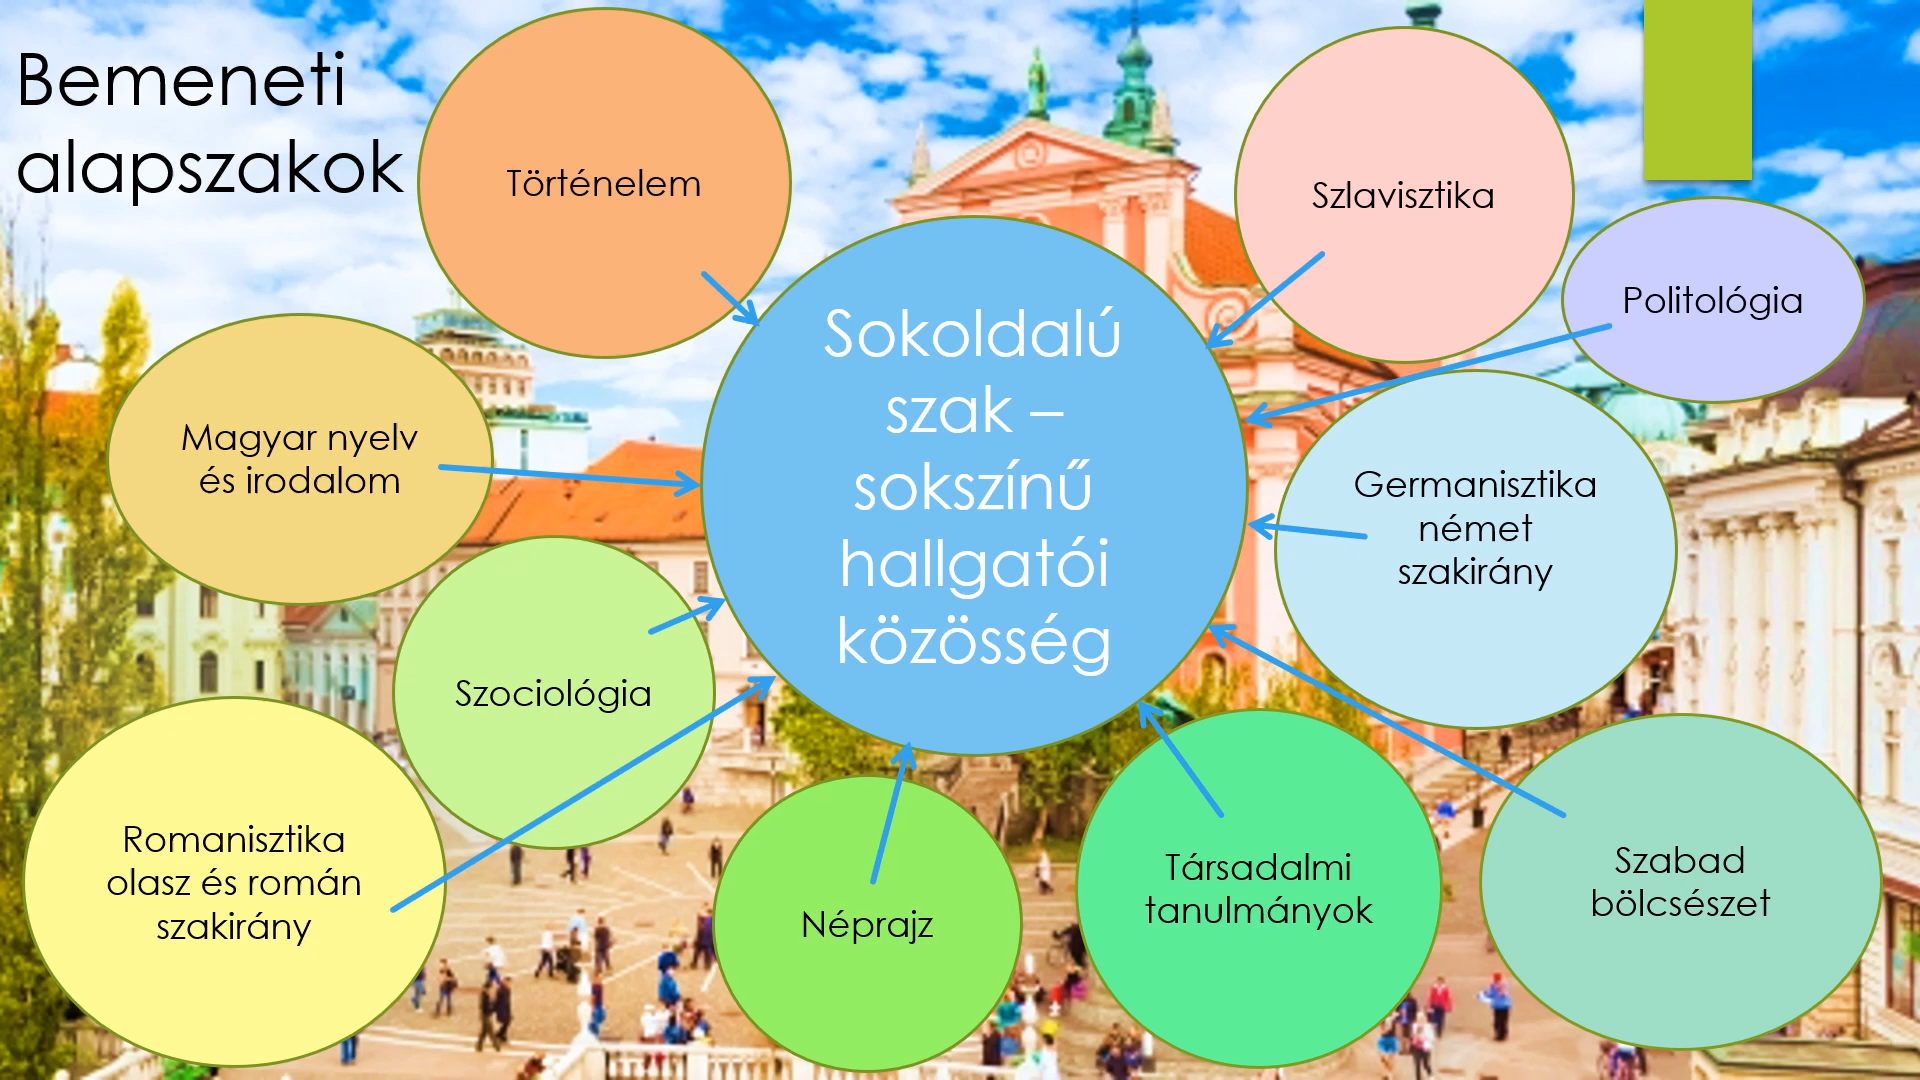 Bemeneti
alapszakok
Történelem
Szlavisztika
Politológia
Sokoldalú
szak –
sokszínű
hallgatói
közösség
Magyar nyelv
és irodalom
Germanisztika
német
szakirány
Szociológia
Romanisztika
olasz és román
szakirány
Néprajz
Társadalmi
tanulmányok
Szabad
bölcsészet